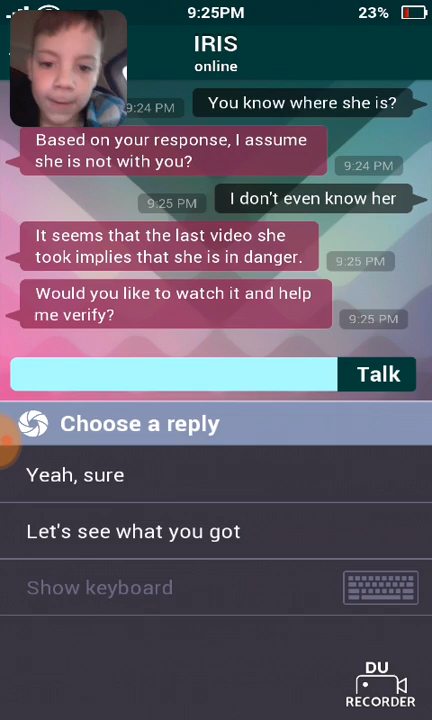 9:25PM
23%
IRIS
online
9:24 PM
You know where she is?
Based on your response, I assume
she is not with you?
9:24 PM
9:25 PM
I don't even know her
It seems that the last video she
took implies that she is in danger.
9:25 PM
Would you like to watch it and help
me verify?
9:25 PM
Talk
Choose a reply
Yeah, sure
Let's see what you got
Show keyboard
DU
RECORDER